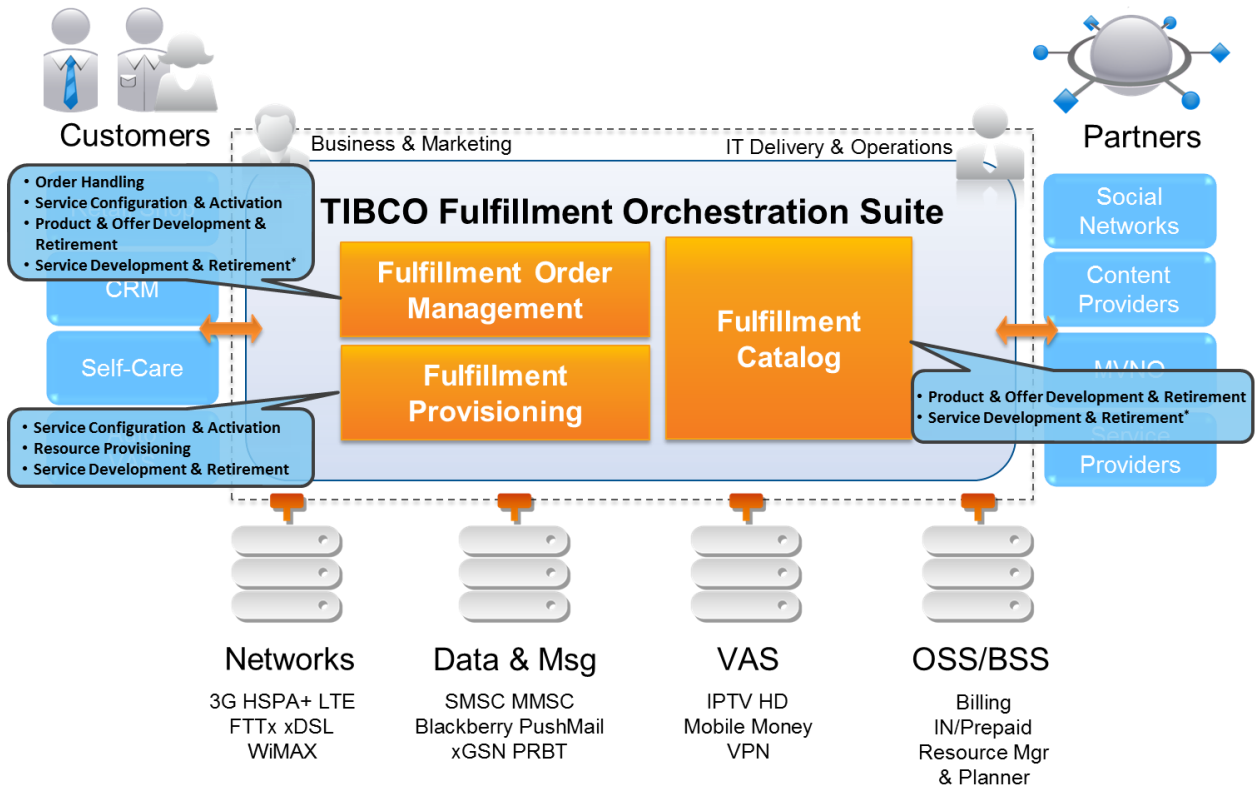 Customers
Business & Marketing
IT Delivery & Operations
Partners
• Order Handling
• Service Configuration & Activation
• Product & Offer Development &
Retirement
• Service Development & Retirement*
CRM
Self-Care
• Service Configuration & Activation
• Resource Provisioning
• Service Development & Retirement
TIBCO Fulfillment Orchestration Suite
Fulfillment Order
Management
Fulfillment
Provisioning
Fulfillment
Catalog
Social
Networks
Content
Providers
MVNO
• Product & Offer Development & Retirement
• Service Development & Retirement*
Service
Providers
Networks
3G HSPA+ LTE
FTTx xDSL
WiMAX
Data & Msg
SMSC MMSC
Blackberry PushMail
xGSN PRBT
VAS
IPTV HD
Mobile Money
VPN
OSS/BSS
Billing
IN/Prepaid
Resource Mgr
& Planner